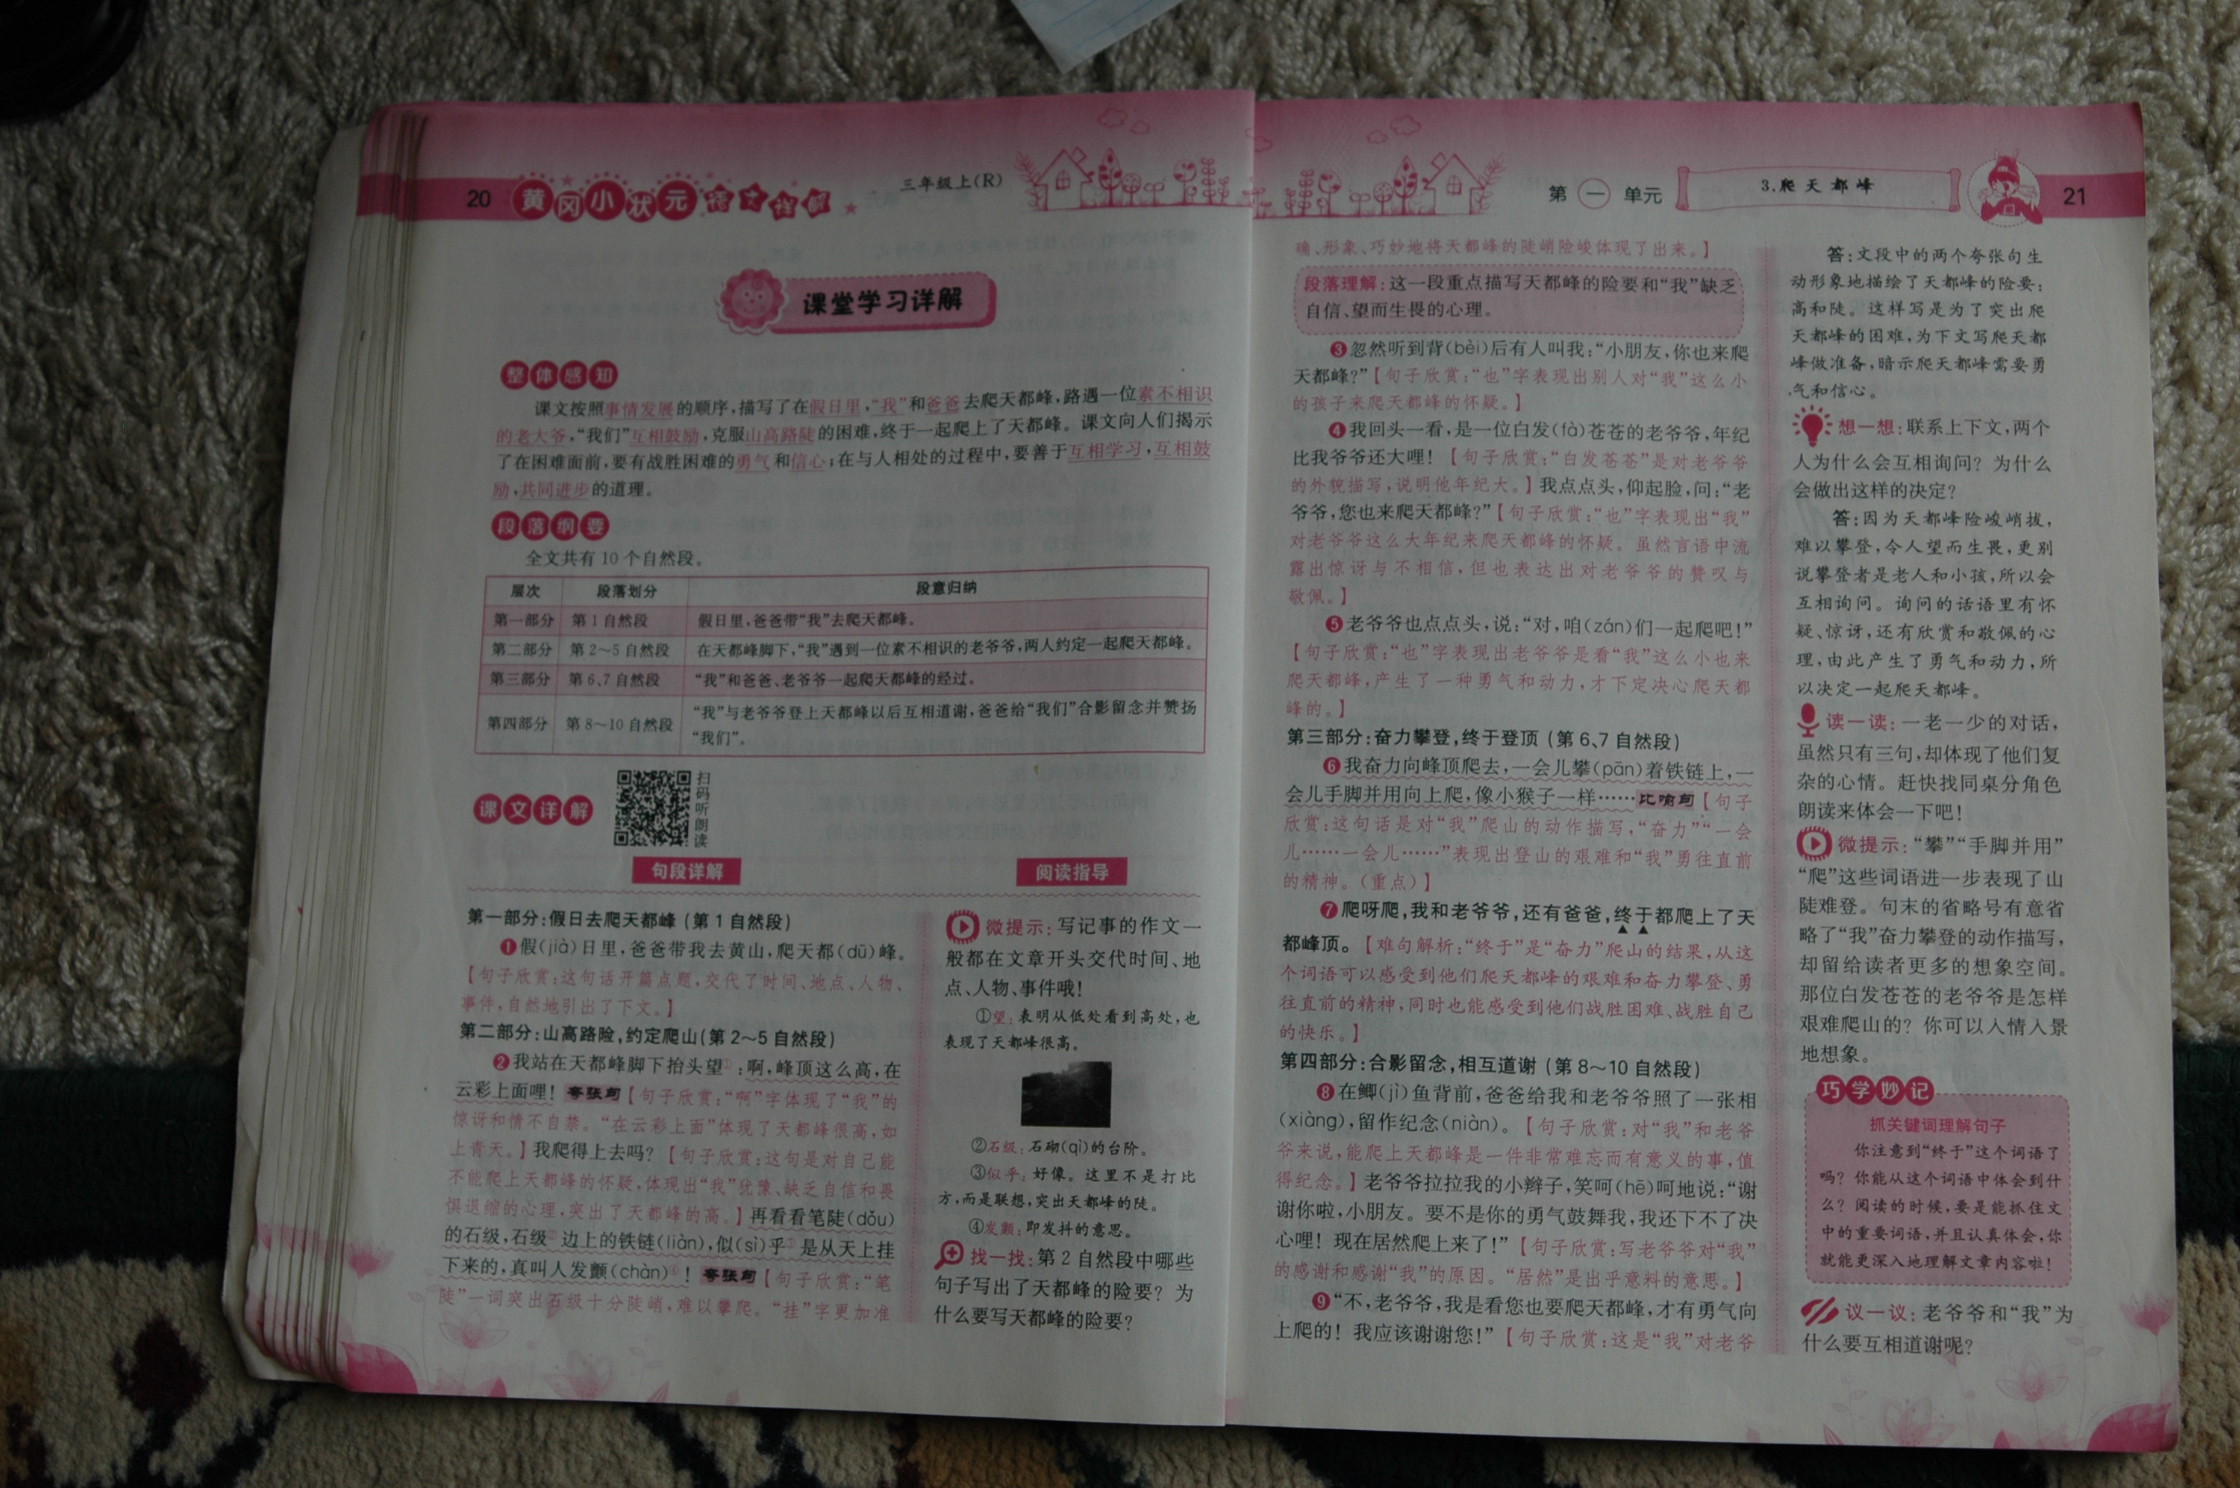 20
黄冈小状元
三年级上(R)
课堂学习详解
整体感知
课文按照事情发展的顺序,描写了在假日里,“我”和爸爸去爬天都峰,路遇一位素不相识
的老大爷,“我们”互相鼓励,克服山高路陡的困难,终于一起爬上了天都峰。课文向人们揭示
了在困难面前,要有战胜困难的勇气和信心;在与人相处的过程中,要善于互相学习,互相鼓
励,共同进步的道理。
段落纲要
全文共有10个自然段。
层次 段落划分 段意归纳
第一部分 第1自然段 假日里,爸爸带“我”去爬天都峰。
第二部分 第2~5自然段 在天都峰脚下,“我”遇到一位素不相识的老爷爷,两人约定一起爬天都峰。
第三部分 第6、7自然段 “我”和爸爸、老爷爷一起爬天都峰的经过。
第四部分 第8~10自然段 “我”与老爷爷登上天都峰以后互相道谢,爸爸给“我们”合影留念并赞扬
“我们”。
课文详解
扫码听朗读
句段详解
第一部分:假日去爬天都峰(第1自然段)
❶假(jià)日里,爸爸带我去黄山,爬天都(dū)峰。
【句子欣赏:这句话开篇点题,交代了时间、地点、人物、
事件,自然地引出了下文。】
第二部分:山高路险,约定爬山(第2~5自然段)
❷我站在天都峰脚下抬头望①:啊,峰顶这么高,在
云彩上面哩!夸张句【句子欣赏:“啊”字体现了“我”的
惊讶和情不自禁。“在云彩上面”体现了天都峰很高,如
上青天。】我爬得上去吗?【句子欣赏:这句是对自己能
不能爬上天都峰的怀疑,体现出“我”犹豫、缺乏自信和畏
惧退缩的心理,突出了天都峰的高。】再看看笔陡(dǒu)
的石级,石级②边上的铁链(liàn),似(sì)乎③是从天上挂
下来的,真叫人发颤(chàn)④!夸张句【句子欣赏:“笔
陡”一词突出石级十分陡峭,难以攀爬。“挂”字更加准
阅读指导
微提示:写记事的作文一
般都在文章开头交代时间、地
点、人物、事件哦!
①望:表明从低处看到高处,也
表现了天都峰很高。
②石级:石砌(qì)的台阶。
③似乎:好像。这里不是打比
方,而是联想,突出天都峰的陡。
④发颤:即发抖的意思。
找一找:第2自然段中哪些
句子写出了天都峰的险要?为
什么要写天都峰的险要?
第一单元
3.爬天都峰
21
确、形象、巧妙地将天都峰的陡峭险峻体现了出来。】
段落理解:这一段重点描写天都峰的险要和“我”缺乏
自信、望而生畏的心理。
❸忽然听到背(bèi)后有人叫我:“小朋友,你也来爬
天都峰?”【句子欣赏:“也”字表现出别人对“我”这么小
的孩子来爬天都峰的怀疑。】
❹我回头一看,是一位白发(fà)苍苍的老爷爷,年纪
比我爷爷还大哩!【句子欣赏:“白发苍苍”是对老爷爷
的外貌描写,说明他年纪大。】我点点头,仰起脸,问:“老
爷爷,您也来爬天都峰?”【句子欣赏:“也”字表现出“我”
对老爷爷这么大年纪来爬天都峰的怀疑。虽然言语中流
露出惊讶与不相信,但也表达出对老爷爷的赞叹与
敬佩。】
❺老爷爷也点点头,说:“对,咱(zán)们一起爬吧!”
【句子欣赏:“也”字表现出老爷爷是看“我”这么小也来
爬天都峰,产生了一种勇气和动力,才下定决心爬天都
峰的。】
第三部分:奋力攀登,终于登顶(第6、7自然段)
❻我奋力向峰顶爬去,一会儿攀(pān)着铁链上,一
会儿手脚并用向上爬,像小猴子一样……比喻句【句子
欣赏:这句话是对“我”爬山的动作描写,“奋力”“一会
儿……一会儿……”表现出登山的艰难和“我”勇往直前
的精神。(重点)】
❼爬呀爬,我和老爷爷,还有爸爸,终于都爬上了天
都峰顶。【难句解析:“终于”是“奋力”爬山的结果,从这
个词语可以感受到他们爬天都峰的艰难和奋力攀登、勇
往直前的精神,同时也能感受到他们战胜困难、战胜自己
的快乐。】
第四部分:合影留念,相互道谢(第8~10自然段)
❽在鲫(jì)鱼背前,爸爸给我和老爷爷照了一张相
(xiàng),留作纪念(niàn)。【句子欣赏:对“我”和老爷
爷来说,能爬上天都峰是一件非常难忘而有意义的事,值
得纪念。】老爷爷拉拉我的小辫子,笑呵(hē)呵地说:“谢
谢你啦,小朋友。要不是你的勇气鼓舞我,我还下不了决
心哩!现在居然爬上来了!”【句子欣赏:写老爷爷对“我”
的感谢和感谢“我”的原因。“居然”是出乎意料的意思。】
❾“不,老爷爷,我是看您也要爬天都峰,才有勇气向
上爬的!我应该谢谢您!”【句子欣赏:这是“我”对老爷
答:文段中的两个夸张句生
动形象地描绘了天都峰的险要:
高和陡。这样写是为了突出爬
天都峰的困难,为下文写爬天都
峰做准备,暗示爬天都峰需要勇
气和信心。
想一想:联系上下文,两个
人为什么会互相询问?为什么
会做出这样的决定?
答:因为天都峰险峻峭拔,
难以攀登,令人望而生畏,更别
说攀登者是老人和小孩,所以会
互相询问。询问的话语里有怀
疑、惊讶,还有欣赏和敬佩的心
理,由此产生了勇气和动力,所
以决定一起爬天都峰。
读一读:一老一少的对话,
虽然只有三句,却体现了他们复
杂的心情。赶快找同桌分角色
朗读来体会一下吧!
微提示:“攀”“手脚并用”
“爬”这些词语进一步表现了山
陡难登。句末的省略号有意省
略了“我”奋力攀登的动作描写,
却留给读者更多的想象空间。
那位白发苍苍的老爷爷是怎样
艰难爬山的?你可以入情入景
地想象。
巧学妙记
抓关键词理解句子
你注意到“终于”这个词语了
吗?你能从这个词语中体会到什
么?阅读的时候,要是能抓住文
中的重要词语,并且认真体会,你
就能更深入地理解文章内容啦!
议一议:老爷爷和“我”为
什么要互相道谢呢?